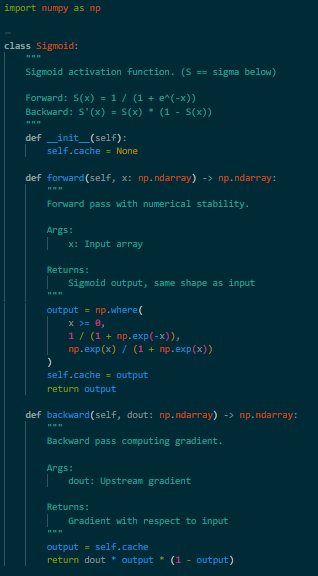 import numpy as np
…
class Sigmoid:
    """
    Sigmoid activation function. (S == sigma below)

    Forward: S(x) = 1 / (1 + e^(-x))
    Backward: S'(x) = S(x) * (1 - S(x))
    """
    def __init__(self):
        self.cache = None

    def forward(self, x: np.ndarray) -> np.ndarray:
        """
        Forward pass with numerical stability.

        Args:
            x: Input array

        Returns:
            Sigmoid output, same shape as input
        """
        output = np.where(
            x >= 0,
            1 / (1 + np.exp(-x)),
            np.exp(x) / (1 + np.exp(x))
        )
        self.cache = output
        return output

    def backward(self, dout: np.ndarray) -> np.ndarray:
        """
        Backward pass computing gradient.

        Args:
            dout: Upstream gradient

        Returns:
            Gradient with respect to input
        """
        output = self.cache
        return dout * output * (1 - output)